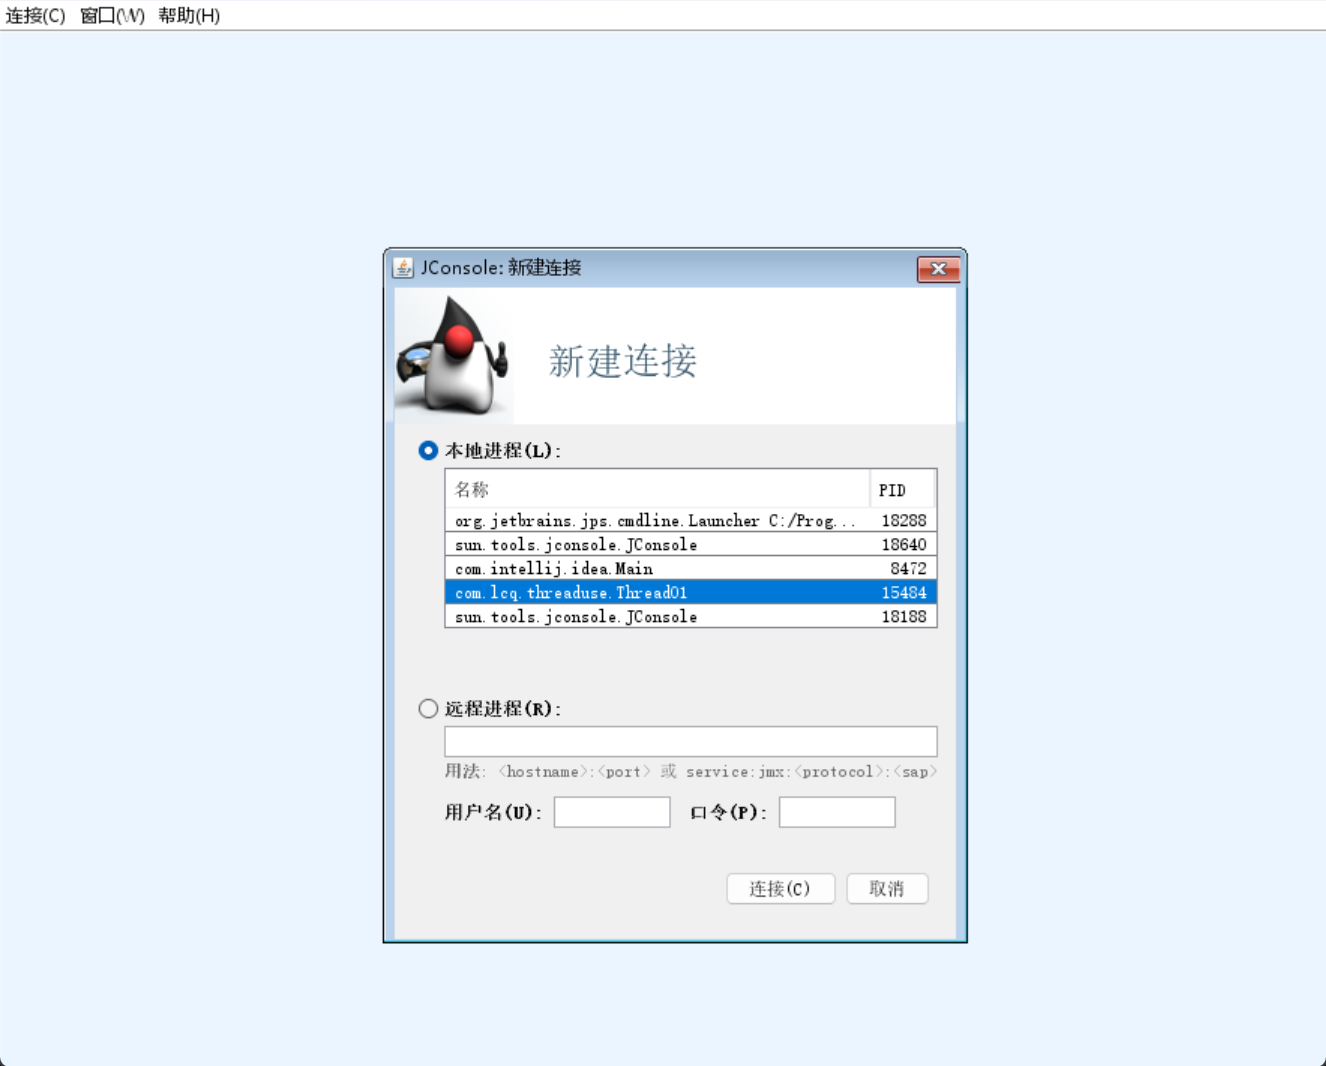 连接(C) 窗口(W) 帮助(H)
JConsole: 新建连接
新建连接
本地进程(L):
名称 PID
org.jetbrains.jps.cmdline.Launcher C:/Prog... 18288
sun.tools.jconsole.JConsole 18640
com.intellij.idea.Main 8472
com.lcq.threaduse.Thread01 15484
sun.tools.jconsole.JConsole 18188
远程进程(R):
用法: <hostname>:<port> 或 service:jmx:<protocol>:<sap>
用户名(U): 口令(P):
连接(C) 取消